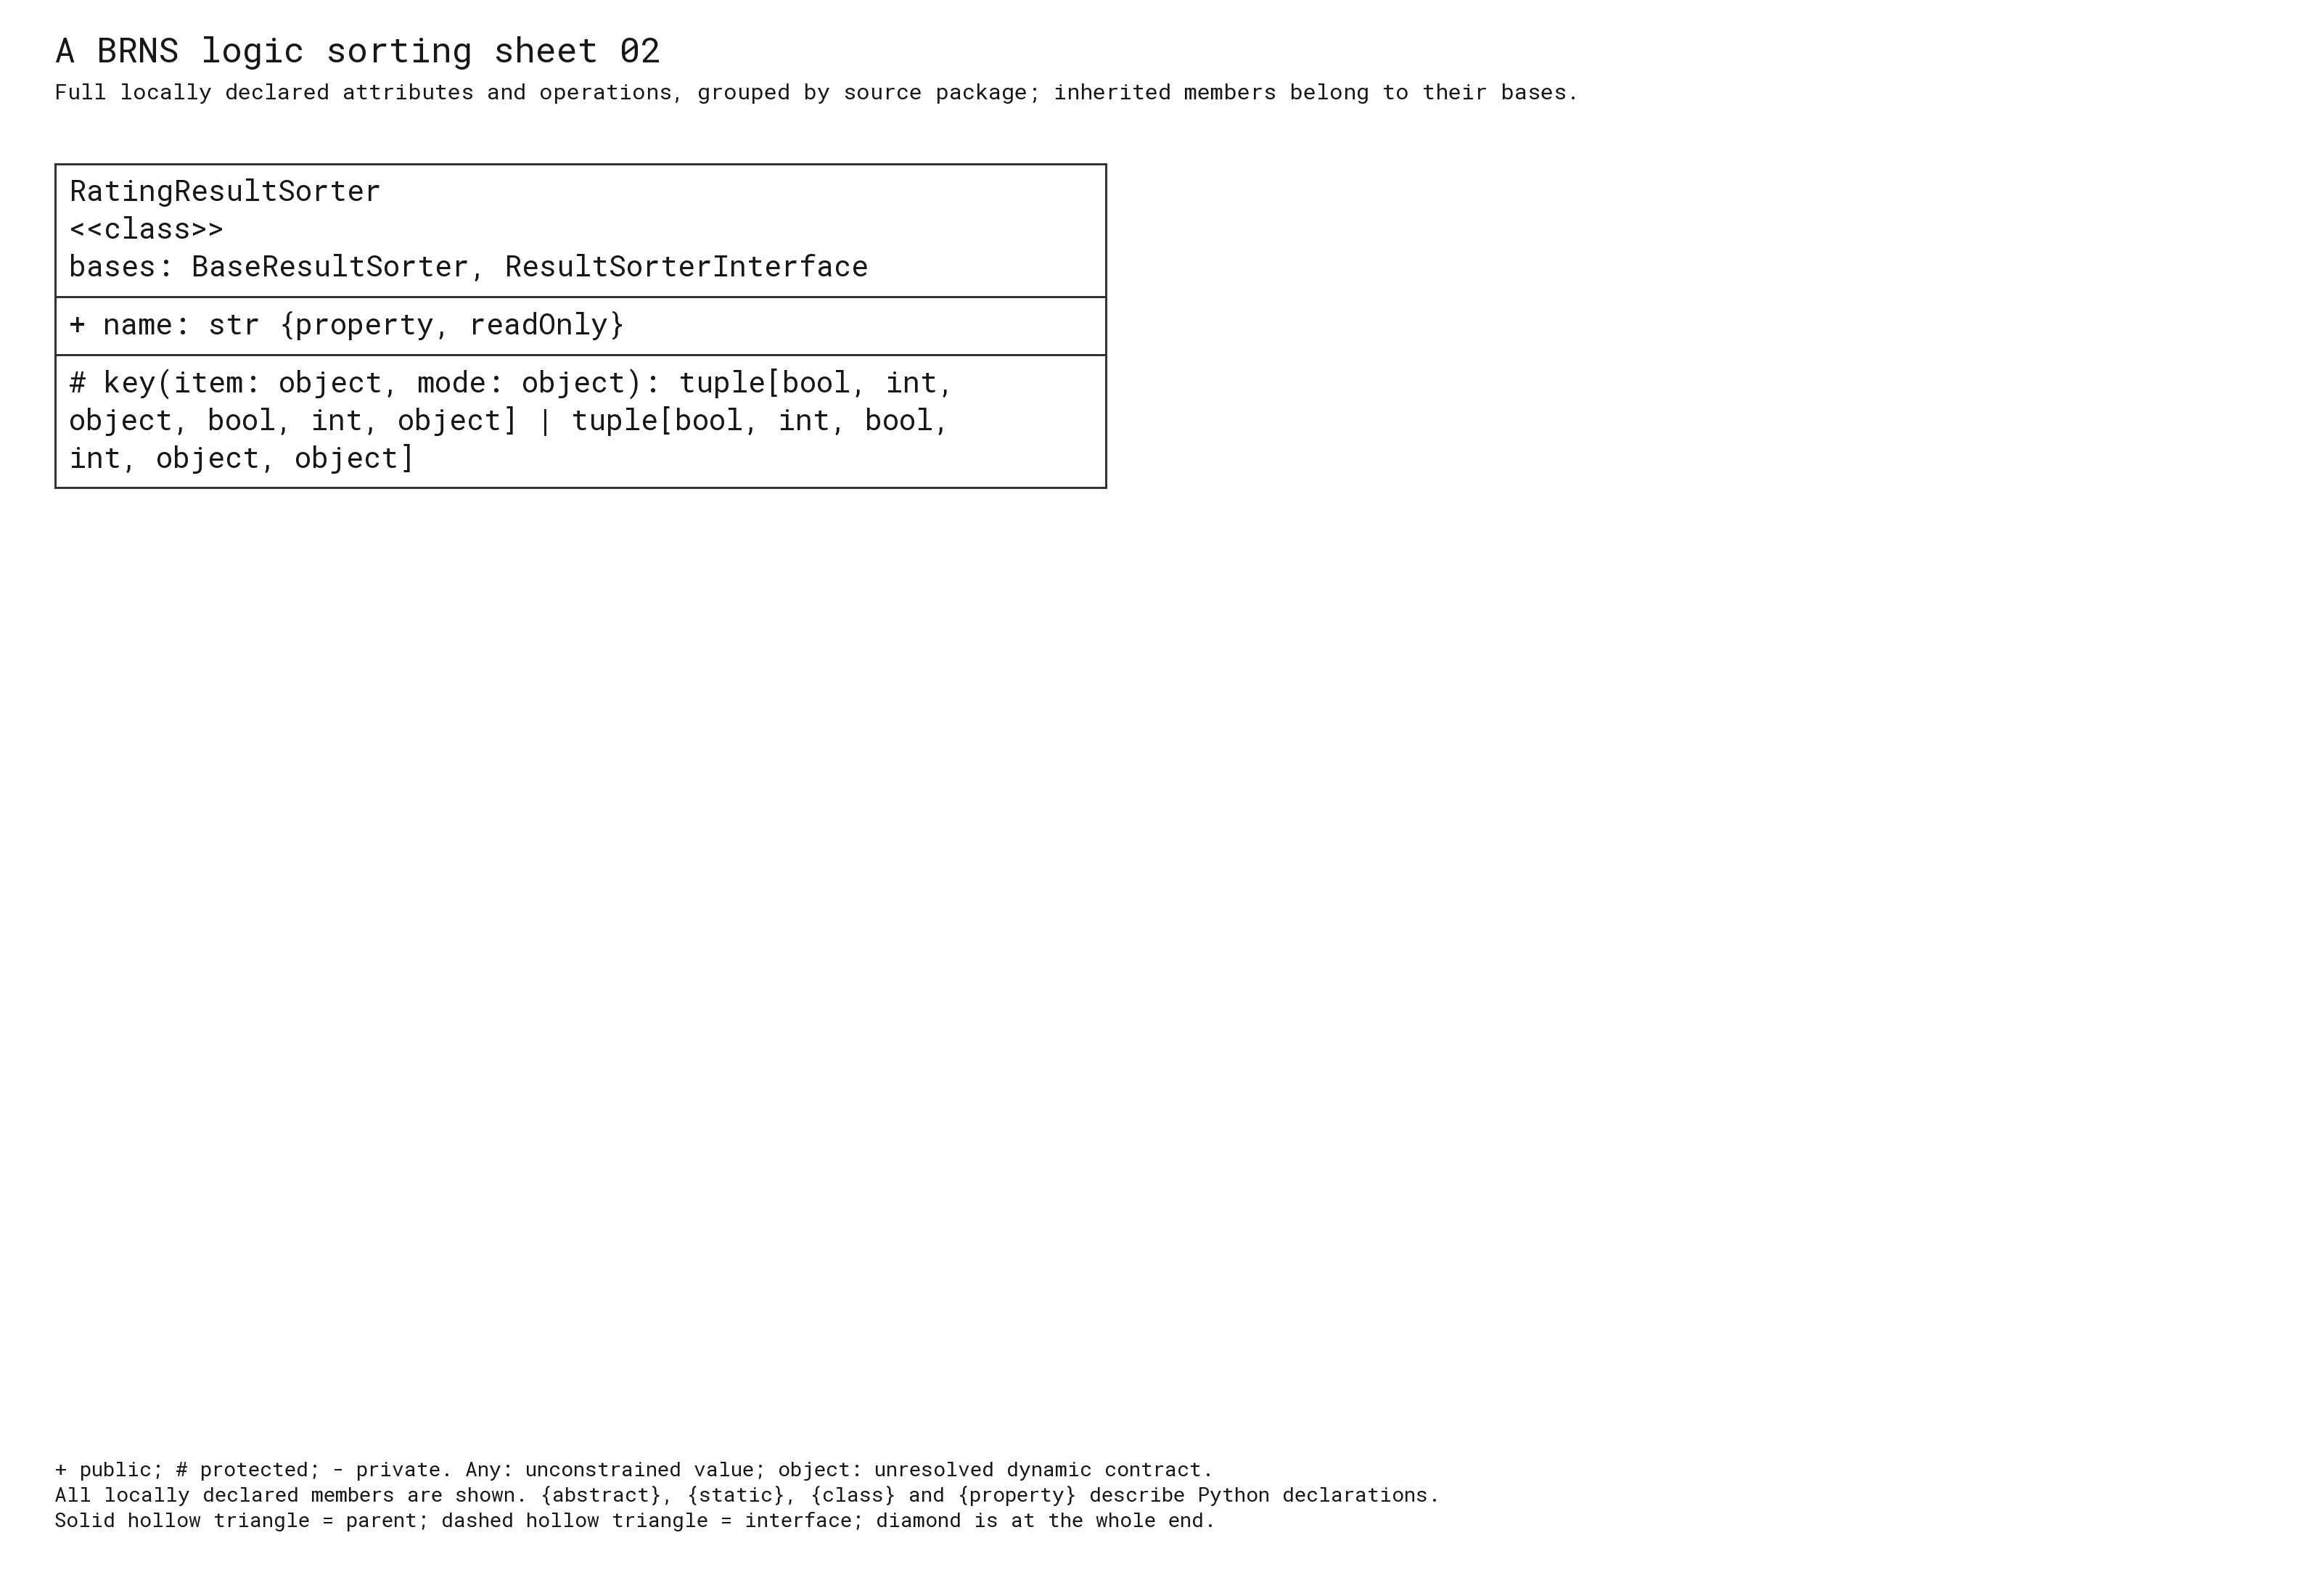 A BRNS logic sorting sheet 02
Full locally declared attributes and operations, grouped by source package; inherited members belong to their bases.
RatingResultSorter
<<class>>
bases: BaseResultSorter, ResultSorterInterface
+ name: str {property, readOnly}
# key(item: object, mode: object): tuple[bool, int,
object, bool, int, object] | tuple[bool, int, bool,
int, object, object]
+ public; # protected; - private. Any: unconstrained value; object: unresolved dynamic contract.
All locally declared members are shown. {abstract}, {static}, {class} and {property} describe Python declarations.
Solid hollow triangle = parent; dashed hollow triangle = interface; diamond is at the whole end.